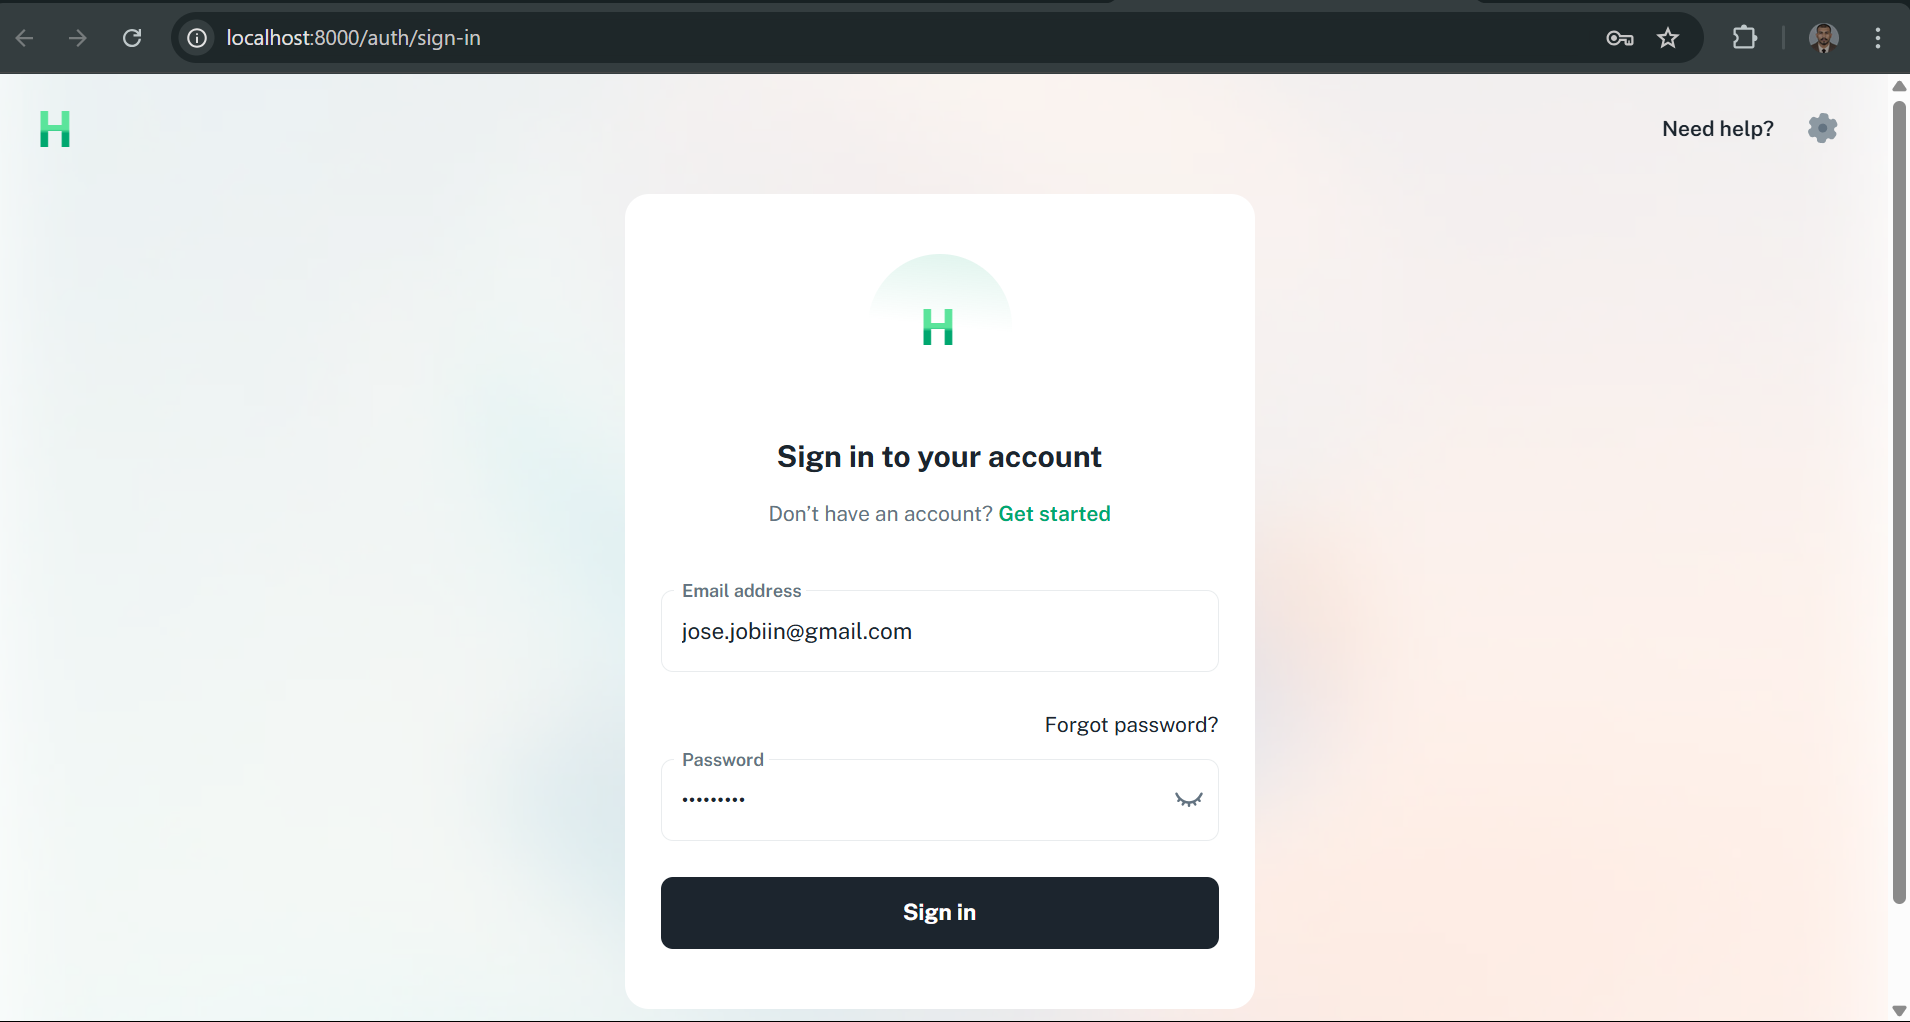 localhost:8000/auth/sign-in
H
Need help?
H
Sign in to your account
Don’t have an account? Get started
Email address
jose.jobiin@gmail.com
Forgot password?
Password
•••••••••
Sign in